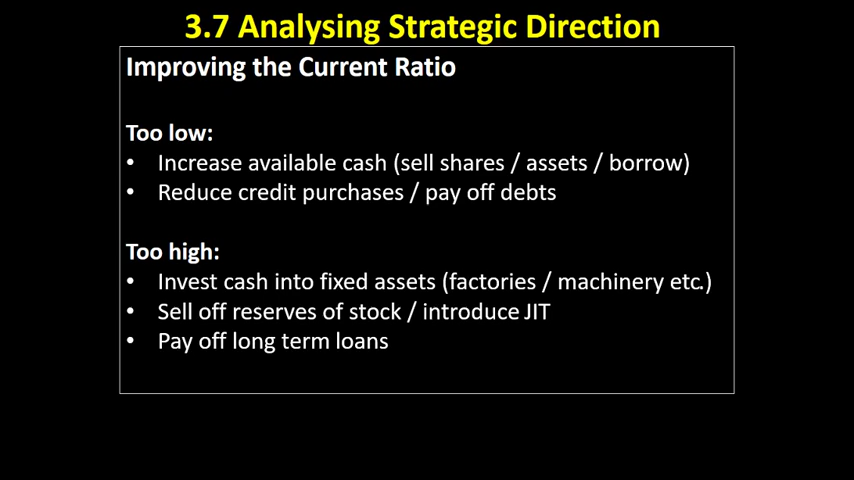 3.7 Analysing Strategic Direction
Improving the Current Ratio
Too low:
• Increase available cash (sell shares / assets / borrow)
• Reduce credit purchases / pay off debts
Too high:
• Invest cash into fixed assets (factories / machinery etc.)
• Sell off reserves of stock / introduce JIT
• Pay off long term loans